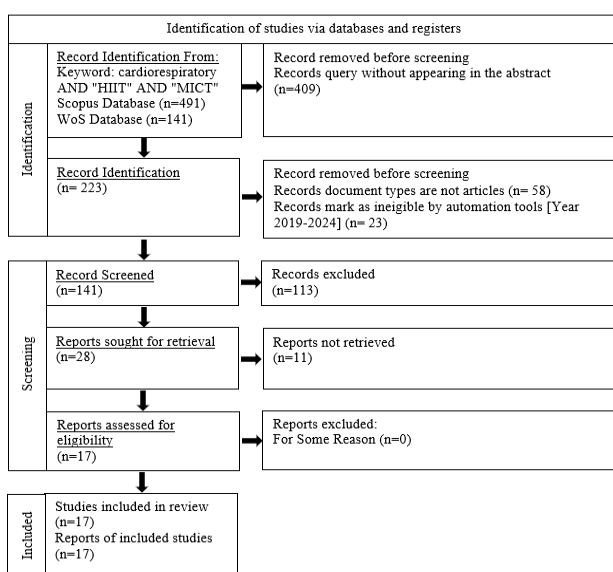 Identification of studies via databases and registers
Identification
Record Identification From:
Keyword: cardiorespiratory
AND "HIIT" AND "MICT"
Scopus Database (n=491)
WoS Database (n=141)
Record removed before screening
Records query without appearing in the abstract
(n=409)
Record Identification
(n= 223)
Record removed before screening
Records document types are not articles (n= 58)
Records mark as ineigible by automation tools [Year
2019-2024] (n= 23)
Screening
Record Screened
(n=141)
Records excluded
(n=113)
Reports sought for retrieval
(n=28)
Reports not retrieved
(n=11)
Reports assessed for
eligibility
(n=17)
Reports excluded:
For Some Reason (n=0)
Included
Studies included in review
(n=17)
Reports of included studies
(n=17)